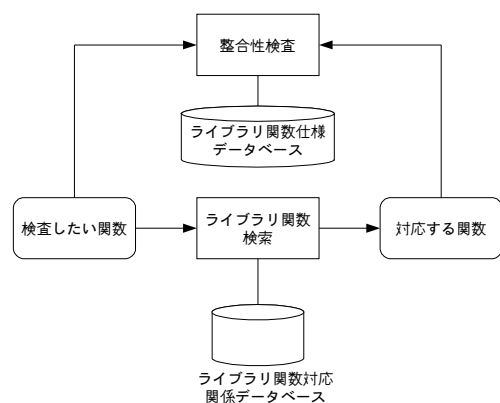 整合性検査
ライブラリ関数仕様
データベース
検査したい関数
ライブラリ関数
検索
対応する関数
ライブラリ関数対応
関係データベース